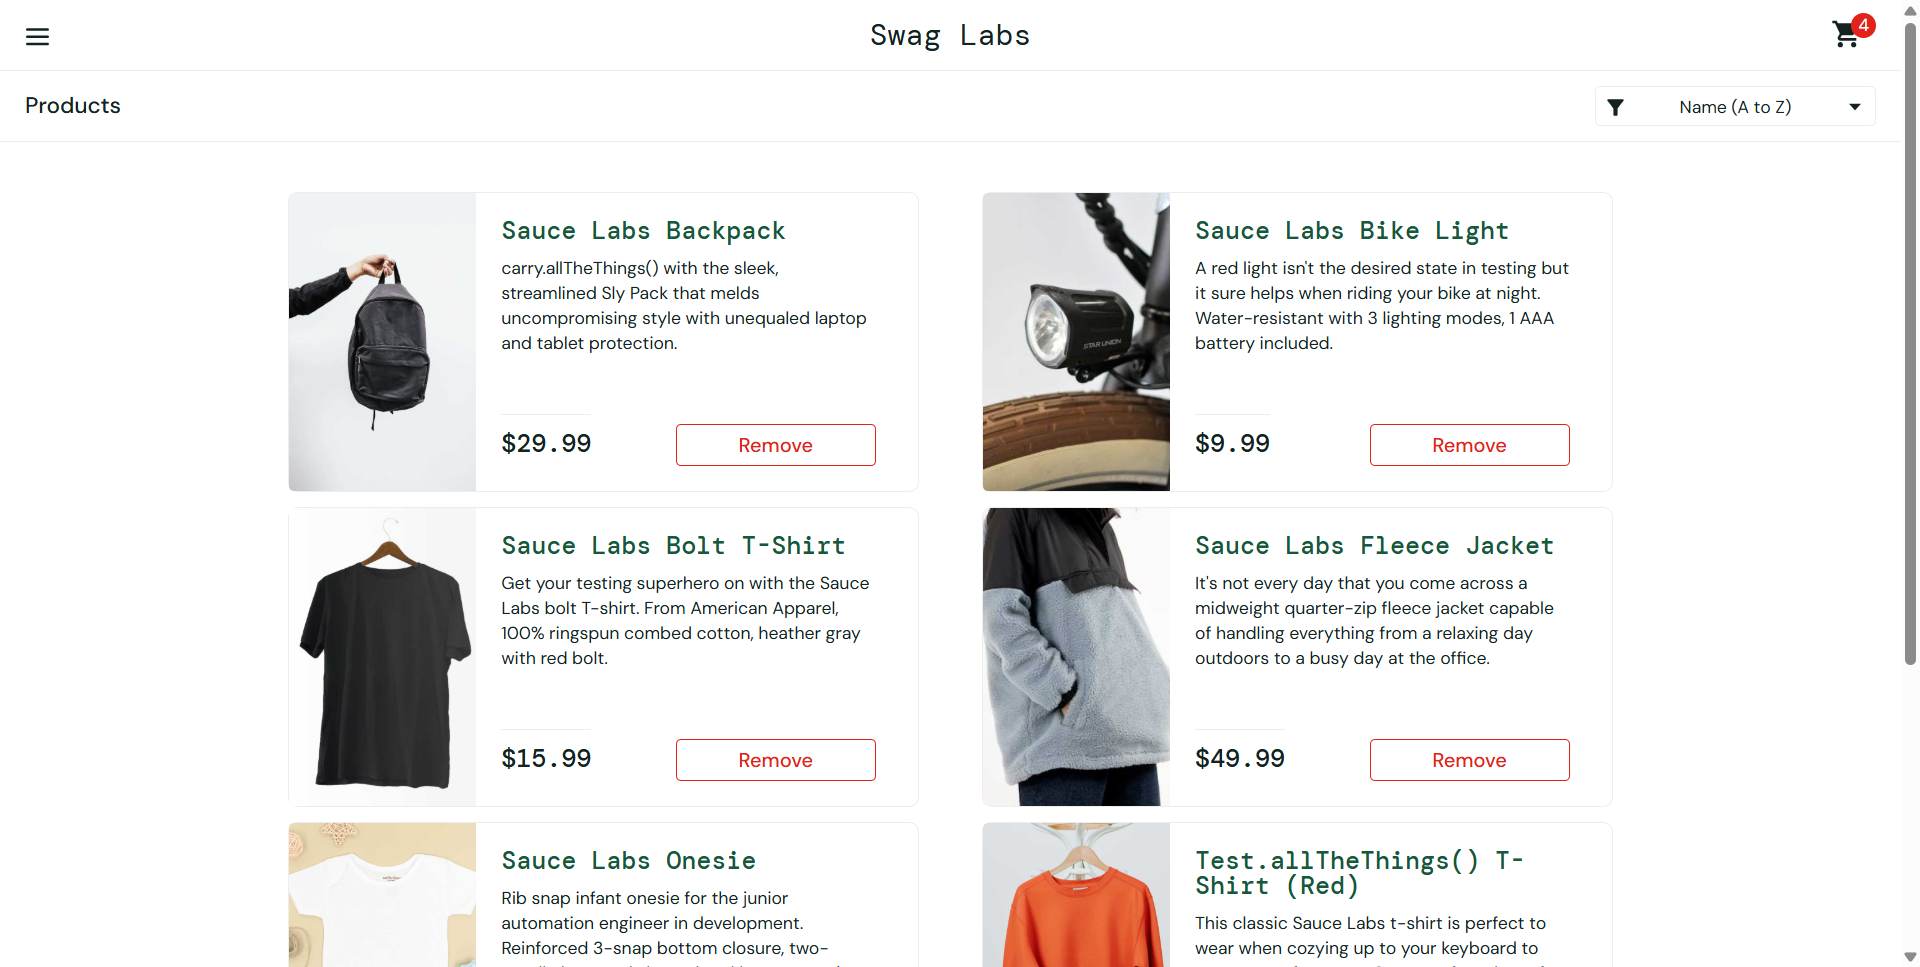 Swag Labs
4
Products
Name (A to Z)
Sauce Labs Backpack
carry.allTheThings() with the sleek,
streamlined Sly Pack that melds
uncompromising style with unequaled laptop
and tablet protection.
$29.99
Remove
Sauce Labs Bike Light
A red light isn't the desired state in testing but
it sure helps when riding your bike at night.
Water-resistant with 3 lighting modes, 1 AAA
battery included.
$9.99
Remove
STAR UNION
Sauce Labs Bolt T-Shirt
Get your testing superhero on with the Sauce
Labs bolt T-shirt. From American Apparel,
100% ringspun combed cotton, heather gray
with red bolt.
$15.99
Remove
Sauce Labs Fleece Jacket
It's not every day that you come across a
midweight quarter-zip fleece jacket capable
of handling everything from a relaxing day
outdoors to a busy day at the office.
$49.99
Remove
Sauce Labs Onesie
Rib snap infant onesie for the junior
automation engineer in development.
Reinforced 3-snap bottom closure, two-
Test.allTheThings() T-
Shirt (Red)
This classic Sauce Labs t-shirt is perfect to
wear when cozying up to your keyboard to